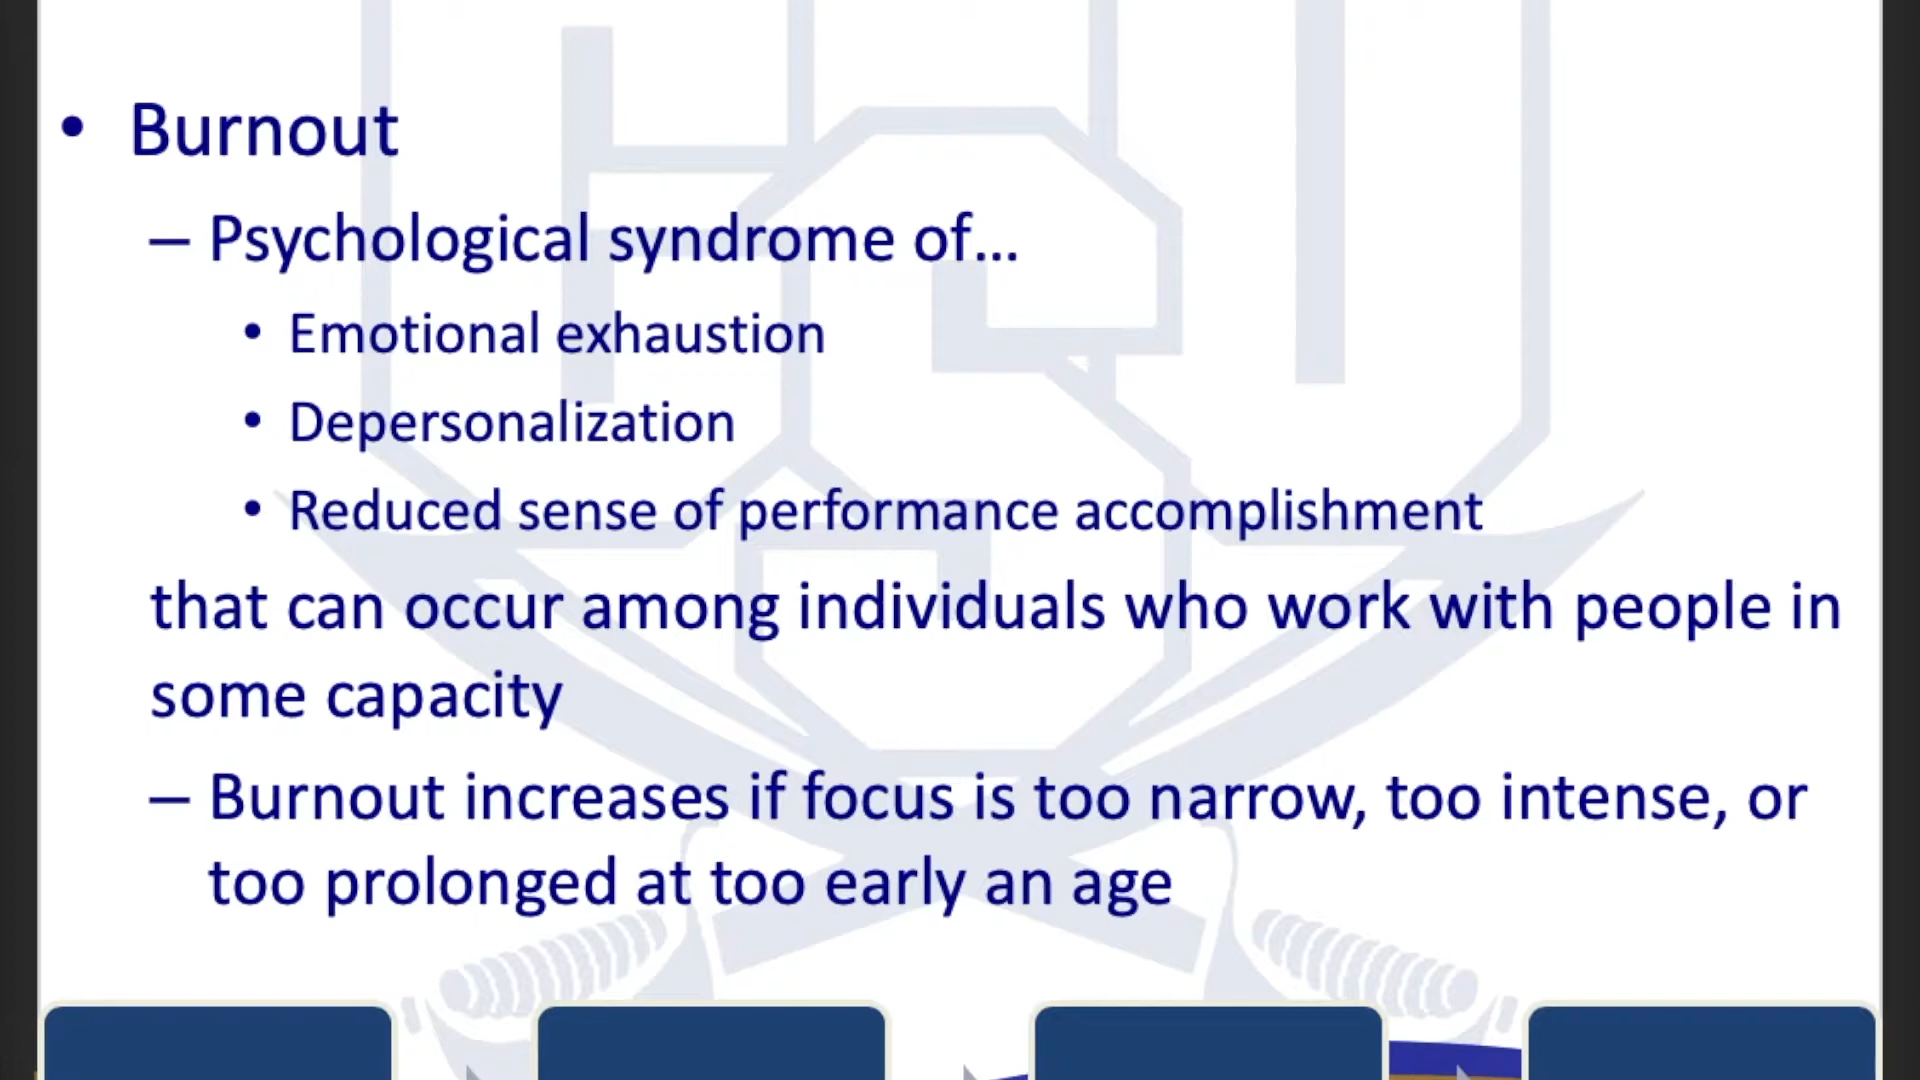 • Burnout
– Psychological syndrome of…
• Emotional exhaustion
• Depersonalization
• Reduced sense of performance accomplishment
that can occur among individuals who work with people in
some capacity
– Burnout increases if focus is too narrow, too intense, or
too prolonged at too early an age